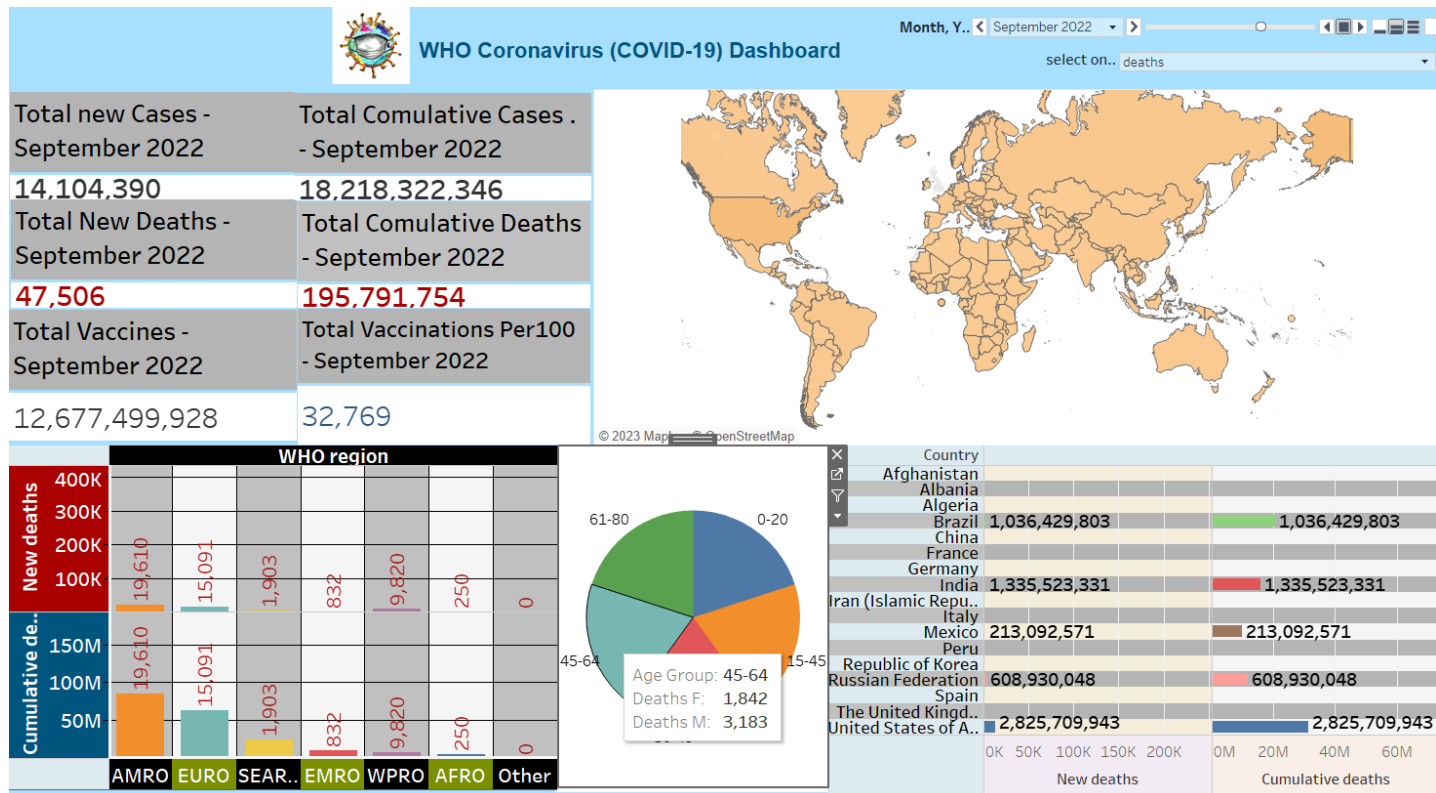 WHO Coronavirus (COVID-19) Dashboard
Month, Y..
September 2022
select on..
deaths
Total new Cases -
September 2022
14,104,390
Total Comulative Cases .
- September 2022
18,218,322,346
Total New Deaths -
September 2022
47,506
Total Comulative Deaths
- September 2022
195,791,754
Total Vaccines -
September 2022
12,677,499,928
Total Vaccinations Per100
- September 2022
32,769
© 2023 Map
OpenStreetMap
WHO region
New deaths
400K
300K
200K
100K
19,610
15,091
1,903
832
9,820
250
0
Cumulative de..
150M
100M
50M
19,610
15,091
1,903
832
9,820
250
0
AMRO EURO SEAR.. EMRO WPRO AFRO Other
61-80
0-20
45-64
15-45
Age Group: 45-64
Deaths F: 1,842
Deaths M: 3,183
Country
Afghanistan
Albania
Algeria
Brazil 1,036,429,803 1,036,429,803
China
France
Germany
India 1,335,523,331 1,335,523,331
Iran (Islamic Repu..
Italy
Mexico 213,092,571 213,092,571
Peru
Republic of Korea
Russian Federation 608,930,048 608,930,048
Spain
The United Kingd..
United States of A.. 2,825,709,943 2,825,709,943
0K 50K 100K 150K 200K 0M 20M 40M 60M
New deaths
Cumulative deaths